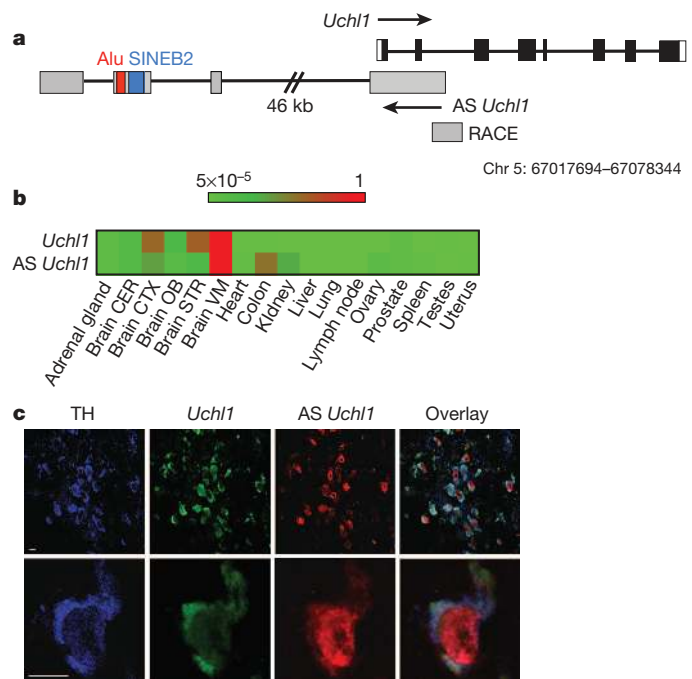 a
Uchl1
Alu SINEB2
46 kb
AS Uchl1
RACE
Chr 5: 67017694–67078344
b
5×10–5 1
Uchl1
AS Uchl1
Adrenal gland
Brain CER
Brain CTX
Brain OB
Brain STR
Brain VM
Heart
Colon
KIdney
Liver
Lung
Lymph node
Ovary
Prostate
Spleen
Testes
Uterus
c
TH Uchl1 AS Uchl1 Overlay